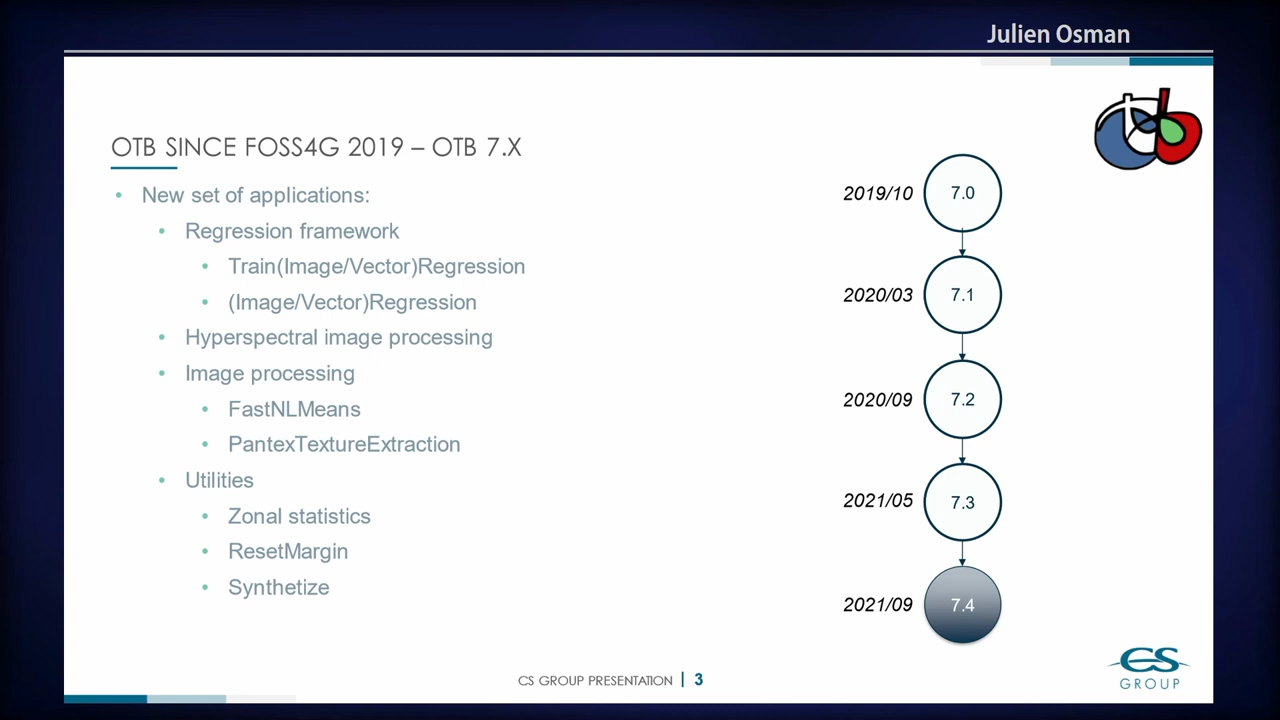 Julien Osman
OTB SINCE FOSS4G 2019 – OTB 7.X
• New set of applications:
• Regression framework
• Train(Image/Vector)Regression
• (Image/Vector)Regression
• Hyperspectral image processing
• Image processing
• FastNLMeans
• PantexTextureExtraction
• Utilities
• Zonal statistics
• ResetMargin
• Synthetize
2019/10 7.0
2020/03 7.1
2020/09 7.2
2021/05 7.3
2021/09 7.4
otb
CS GROUP PRESENTATION | 3
CS
GROUP